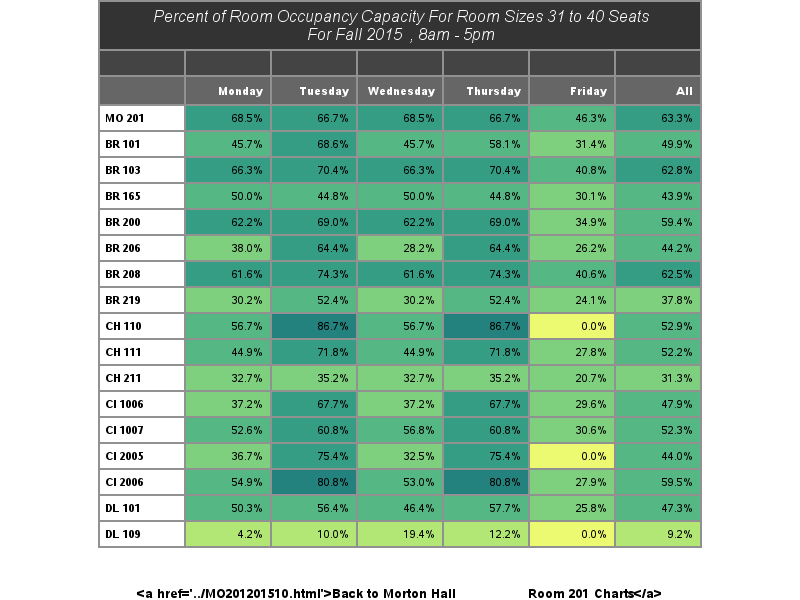 Percent of Room Occupancy Capacity For Room Sizes 31 to 40 Seats
For Fall 2015 , 8am - 5pm
Monday Tuesday Wednesday Thursday Friday All
MO 201 68.5% 66.7% 68.5% 66.7% 46.3% 63.3%
BR 101 45.7% 68.6% 45.7% 58.1% 31.4% 49.9%
BR 103 66.3% 70.4% 66.3% 70.4% 40.8% 62.8%
BR 165 50.0% 44.8% 50.0% 44.8% 30.1% 43.9%
BR 200 62.2% 69.0% 62.2% 69.0% 34.9% 59.4%
BR 206 38.0% 64.4% 28.2% 64.4% 26.2% 44.2%
BR 208 61.6% 74.3% 61.6% 74.3% 40.6% 62.5%
BR 219 30.2% 52.4% 30.2% 52.4% 24.1% 37.8%
CH 110 56.7% 86.7% 56.7% 86.7% 0.0% 52.9%
CH 111 44.9% 71.8% 44.9% 71.8% 27.8% 52.2%
CH 211 32.7% 35.2% 32.7% 35.2% 20.7% 31.3%
CI 1006 37.2% 67.7% 37.2% 67.7% 29.6% 47.9%
CI 1007 52.6% 60.8% 56.8% 60.8% 30.6% 52.3%
CI 2005 36.7% 75.4% 32.5% 75.4% 0.0% 44.0%
CI 2006 54.9% 80.8% 53.0% 80.8% 27.9% 59.5%
DL 101 50.3% 56.4% 46.4% 57.7% 25.8% 47.3%
DL 109 4.2% 10.0% 19.4% 12.2% 0.0% 9.2%
<a href='../MO201201510.html'>Back to Morton Hall Room 201 Charts</a>